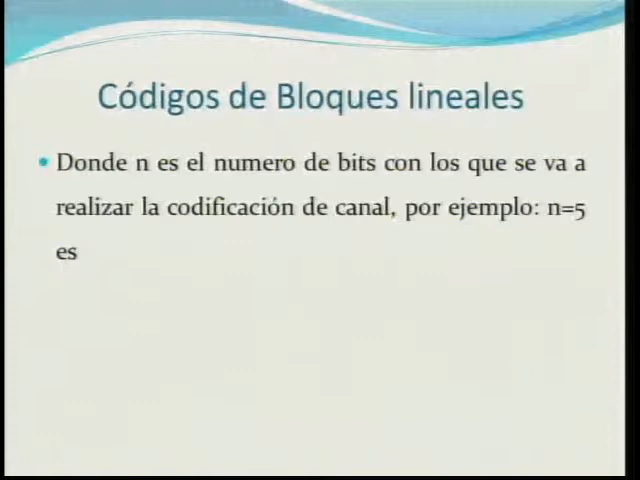 Códigos de Bloques lineales
• Donde n es el numero de bits con los que se va a
realizar la codificación de canal, por ejemplo: n=5
es